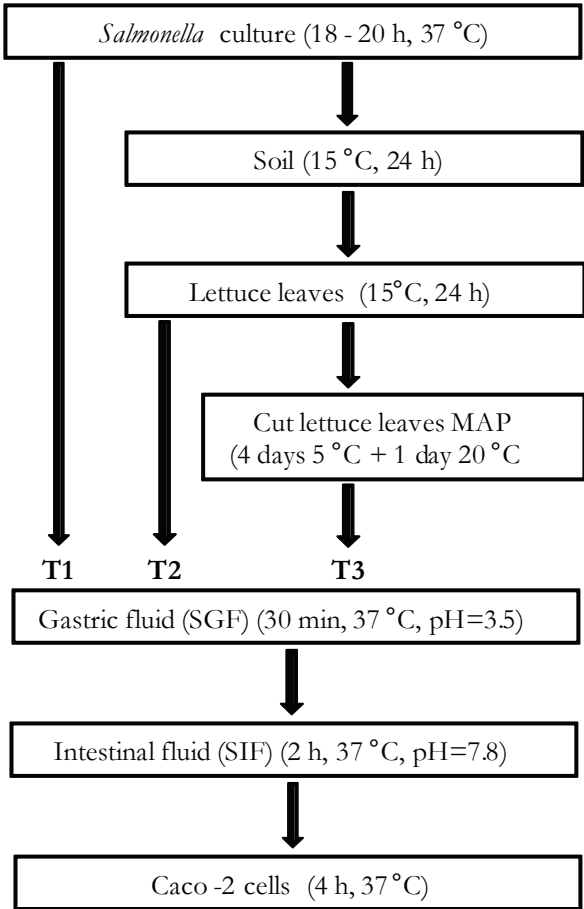 Salmonella culture (18 - 20 h, 37 °C)
Soil (15 °C, 24 h)
Lettuce leaves (15°C, 24 h)
Cut lettuce leaves MAP
(4 days 5 °C + 1 day 20 °C
T1 T2 T3
Gastric fluid (SGF) (30 min, 37 °C, pH=3.5)
Intestinal fluid (SIF) (2 h, 37 °C, pH=7.8)
Caco -2 cells (4 h, 37°C)